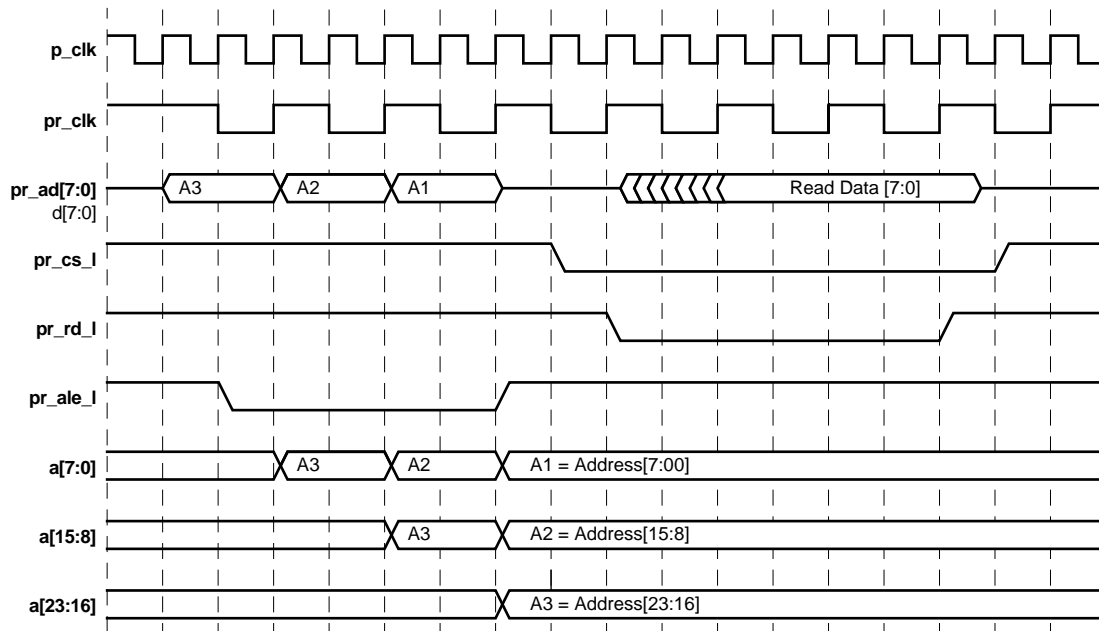 p_clk
pr_clk
pr_ad[7:0] A3 A2 A1 Read Data [7:0]
d[7:0]
pr_cs_l
pr_rd_l
pr_ale_l
a[7:0] A3 A2 A1 = Address[7:00]
a[15:8] A3 A2 = Address[15:8]
a[23:16] A3 = Address[23:16]